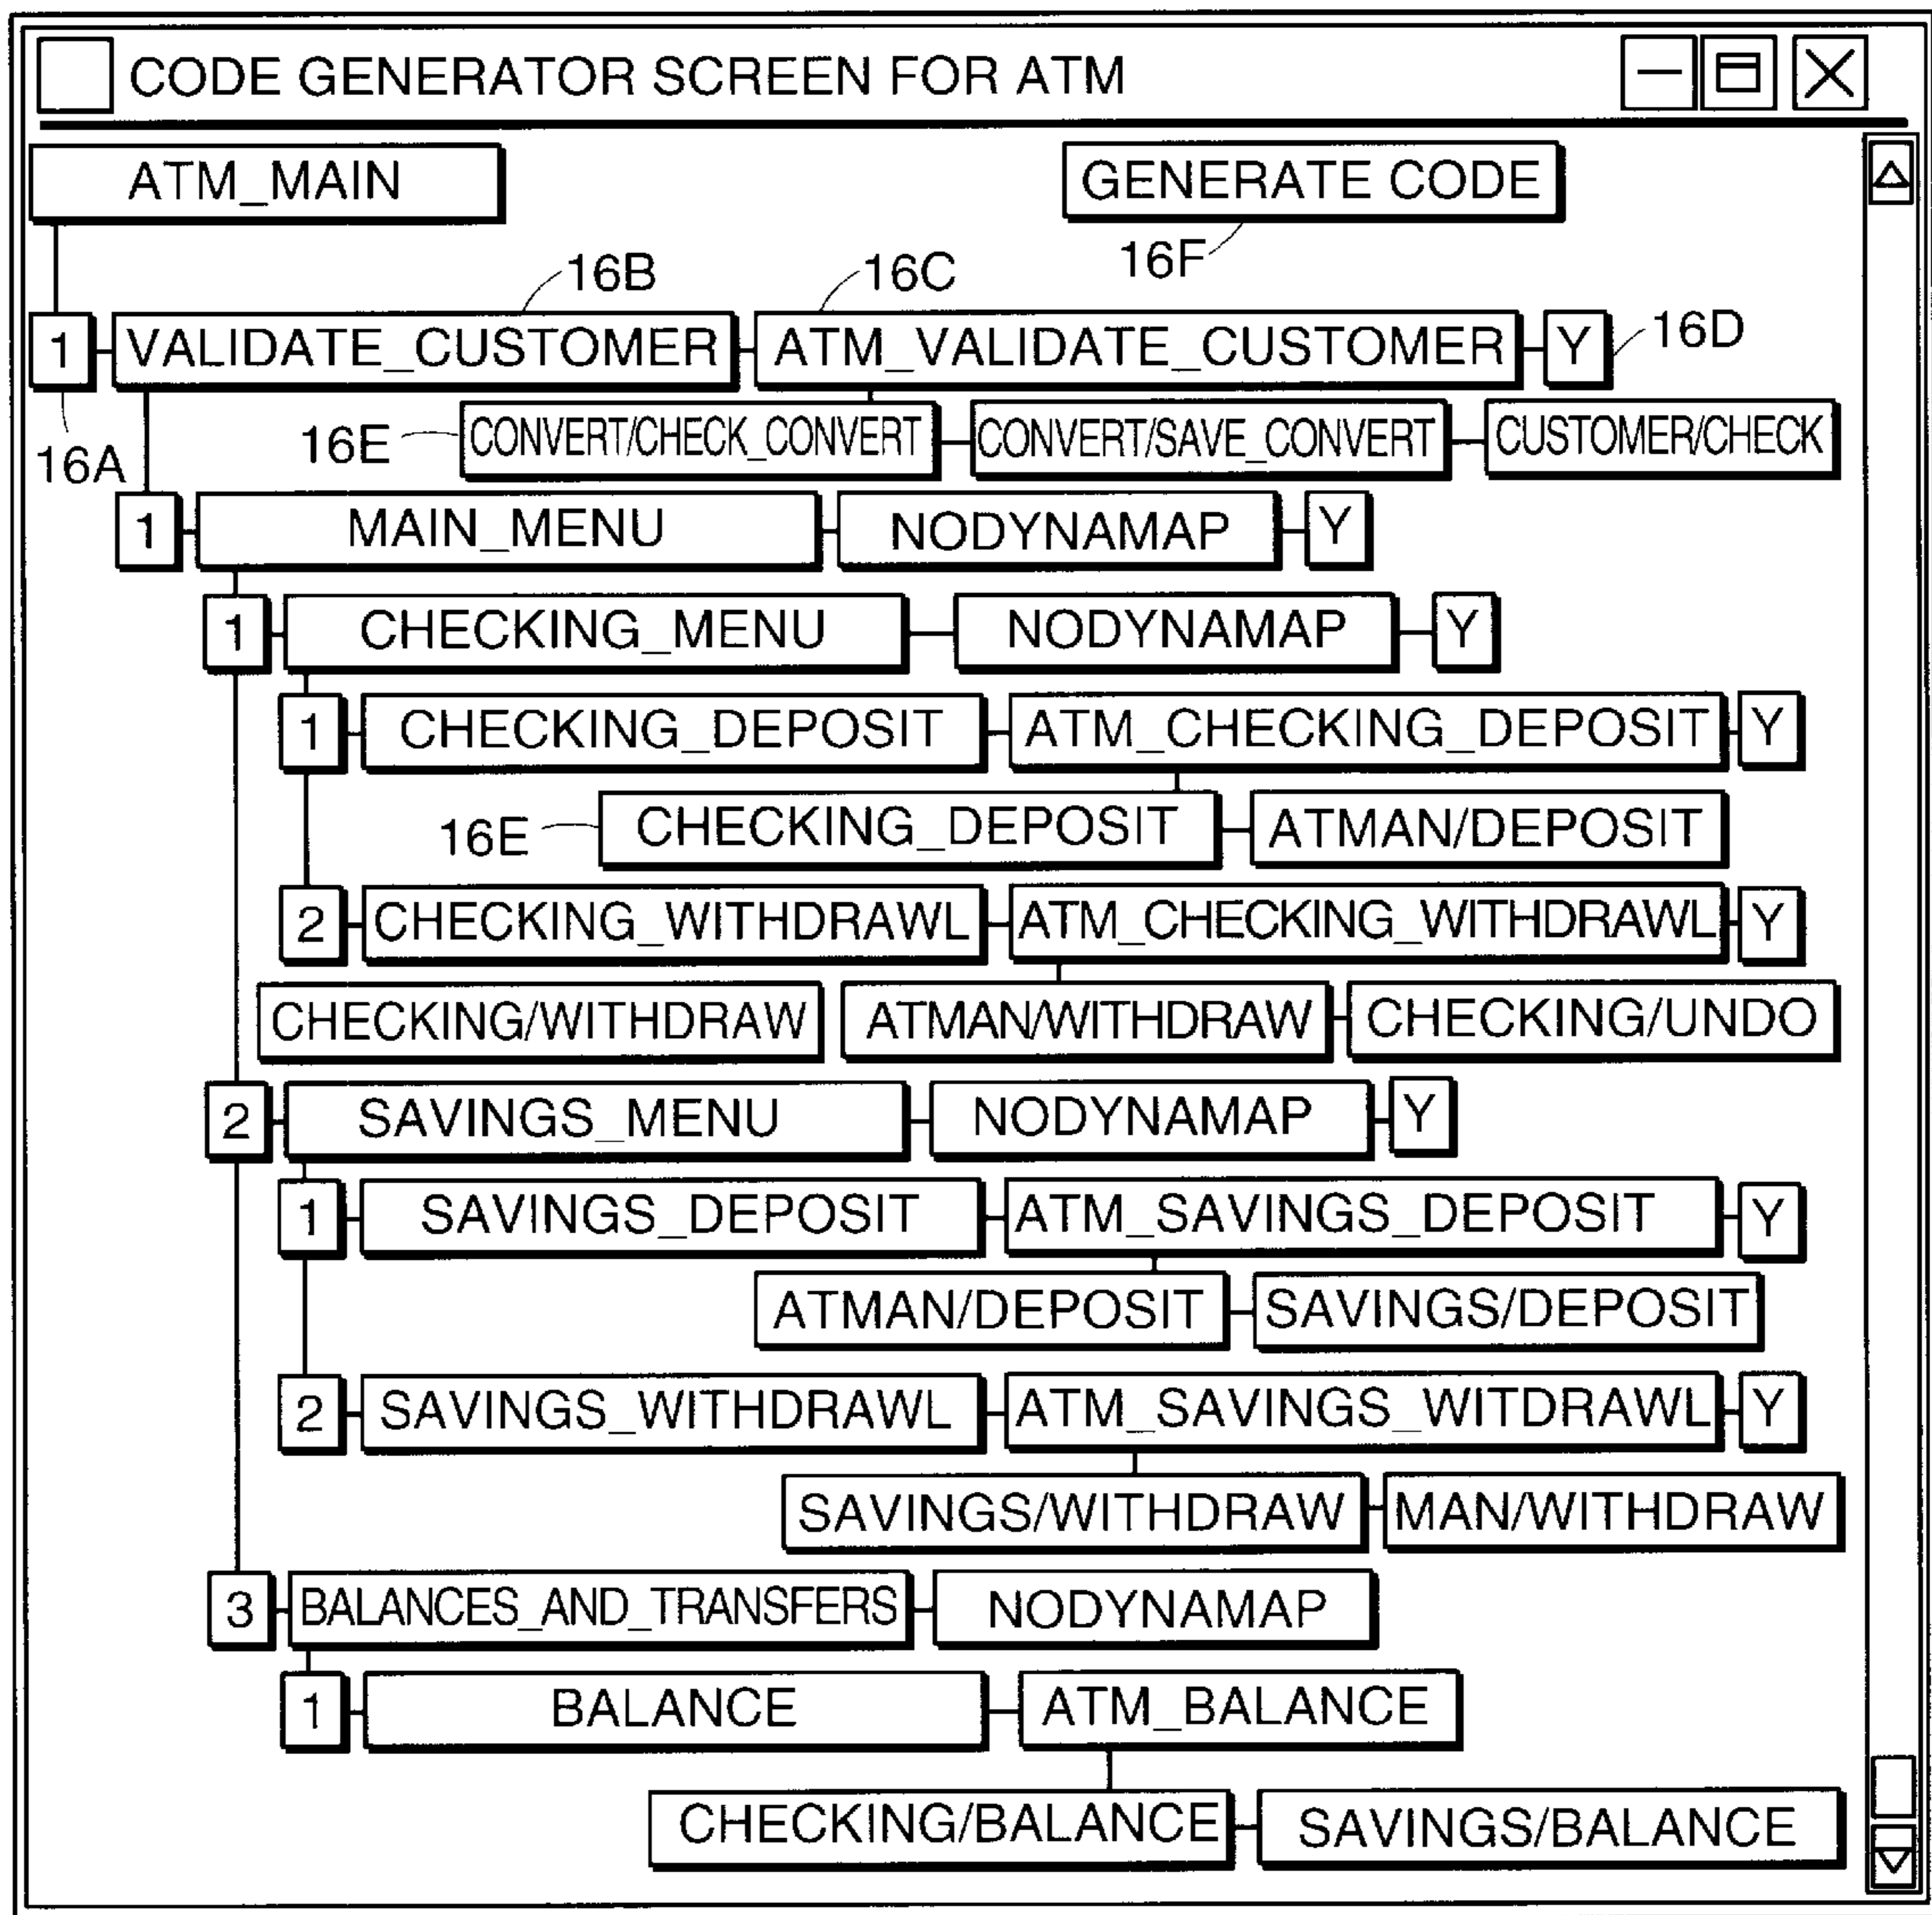 CODE GENERATOR SCREEN FOR ATM
ATM_MAIN GENERATE CODE
16F
16B 16C
1 VALIDATE_CUSTOMER ATM_VALIDATE_CUSTOMER Y 16D
16E CONVERT/CHECK_CONVERT CONVERT/SAVE_CONVERT CUSTOMER/CHECK
16A
1 MAIN_MENU NODYNAMAP Y
1 CHECKING_MENU NODYNAMAP Y
1 CHECKING_DEPOSIT ATM_CHECKING_DEPOSIT Y
16E CHECKING_DEPOSIT ATMAN/DEPOSIT
2 CHECKING_WITHDRAWL ATM_CHECKING_WITHDRAWL Y
CHECKING/WITHDRAW ATMAN/WITHDRAW CHECKING/UNDO
2 SAVINGS_MENU NODYNAMAP Y
1 SAVINGS_DEPOSIT ATM_SAVINGS_DEPOSIT Y
ATMAN/DEPOSIT SAVINGS/DEPOSIT
2 SAVINGS_WITHDRAWL ATM_SAVINGS_WITDRAWL Y
SAVINGS/WITHDRAW MAN/WITHDRAW
3 BALANCES_AND_TRANSFERS NODYNAMAP
1 BALANCE ATM_BALANCE
CHECKING/BALANCE SAVINGS/BALANCE